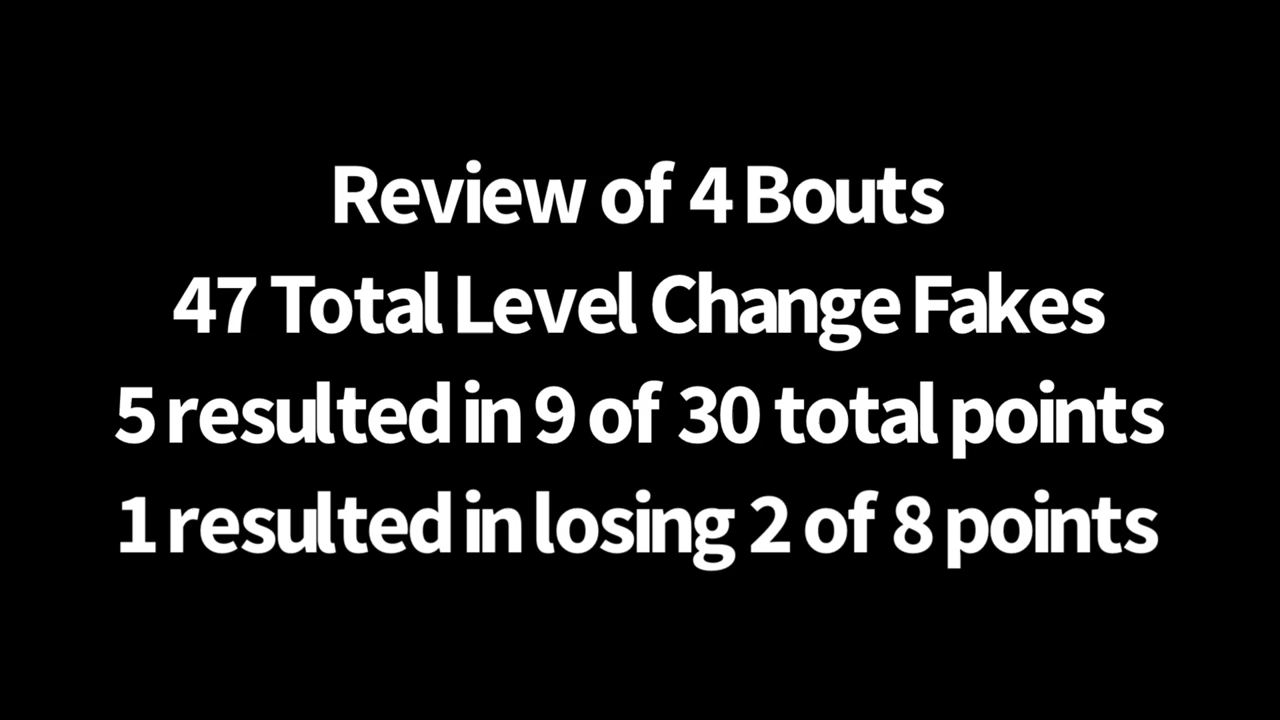 Review of 4 Bouts
47 Total Level Change Fakes
5 resulted in 9 of 30 total points
1 resulted in losing 2 of 8 points